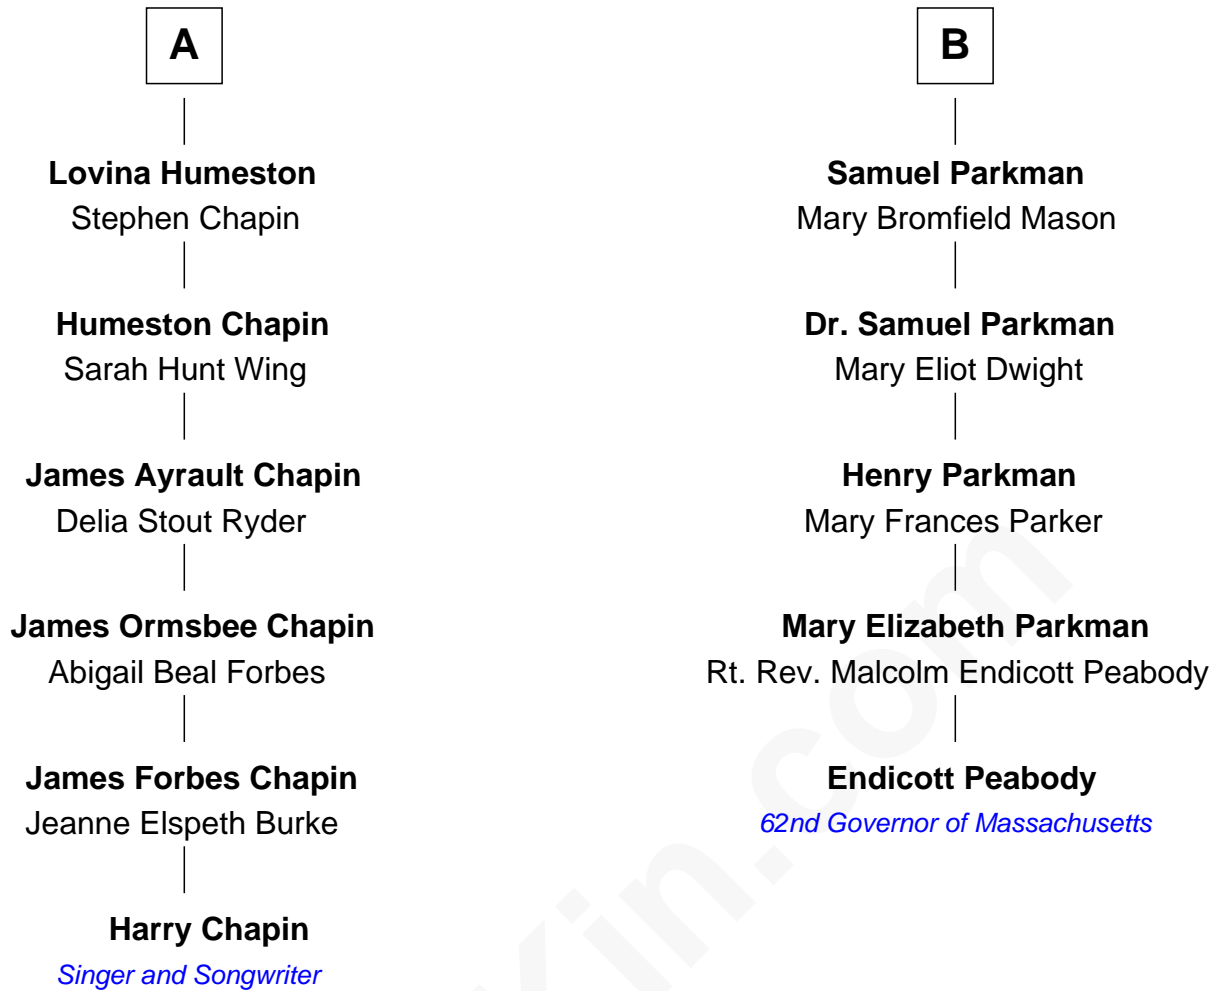 A
Lovina Humeston
Stephen Chapin
Humeston Chapin
Sarah Hunt Wing
James Ayrault Chapin
Delia Stout Ryder
James Ormsbee Chapin
Abigail Beal Forbes
James Forbes Chapin
Jeanne Elspeth Burke
Harry Chapin
Singer and Songwriter
B
Samuel Parkman
Mary Bromfield Mason
Dr. Samuel Parkman
Mary Eliot Dwight
Henry Parkman
Mary Frances Parker
Mary Elizabeth Parkman
Rt. Rev. Malcolm Endicott Peabody
Endicott Peabody
62nd Governor of Massachusetts
Kin.com